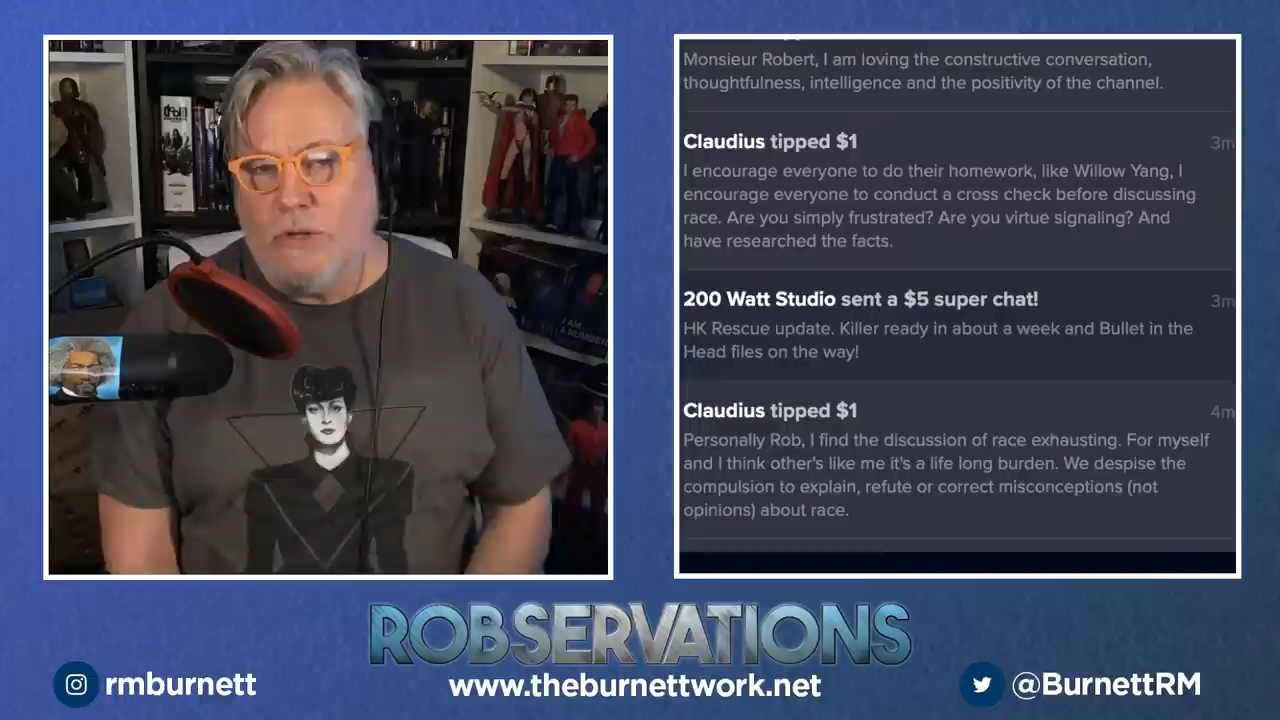 Monsieur Robert, I am loving the constructive conversation,
thoughtfulness, intelligence and the positivity of the channel.
Claudius tipped $1
3m
I encourage everyone to do their homework, like Willow Yang, I
encourage everyone to conduct a cross check before discussing
race. Are you simply frustrated? Are you virtue signaling? And
have researched the facts.
200 Watt Studio sent a $5 super chat!
3m
HK Rescue update. Killer ready in about a week and Bullet in the
Head files on the way!
Claudius tipped $1
4m
Personally Rob, I find the discussion of race exhausting. For myself
and I think other's like me it's a life long burden. We despise the
compulsion to explain, refute or correct misconceptions (not
opinions) about race.
I AM
A NUMBER
ROBSERVATIONS
rmburnett
www.theburnettwork.net
@BurnettRM